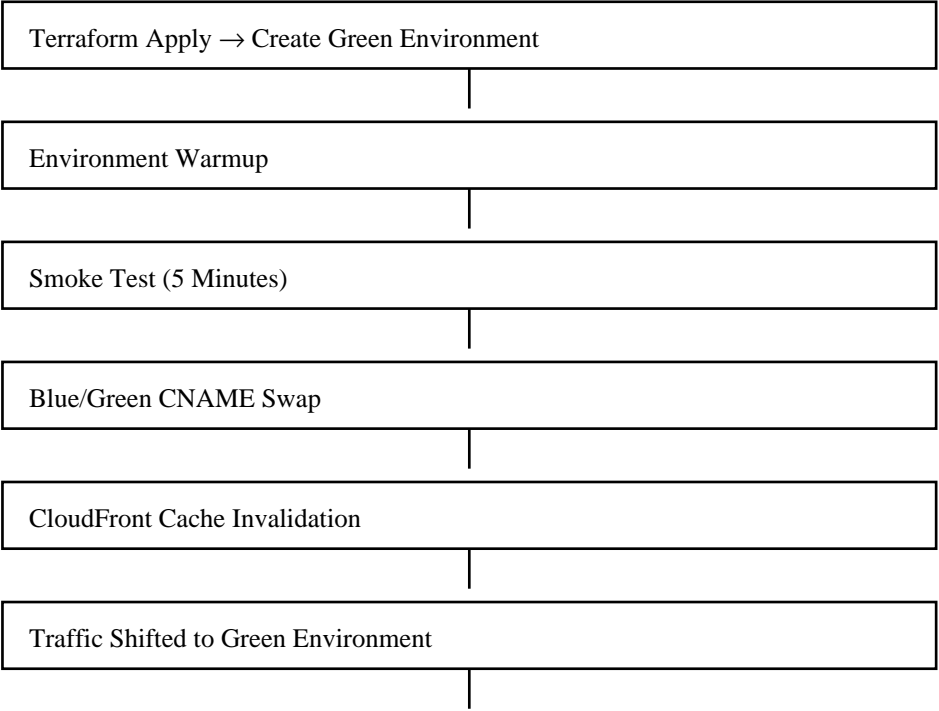 Terraform Apply → Create Green Environment
Environment Warmup
Smoke Test (5 Minutes)
Blue/Green CNAME Swap
CloudFront Cache Invalidation
Traffic Shifted to Green Environment